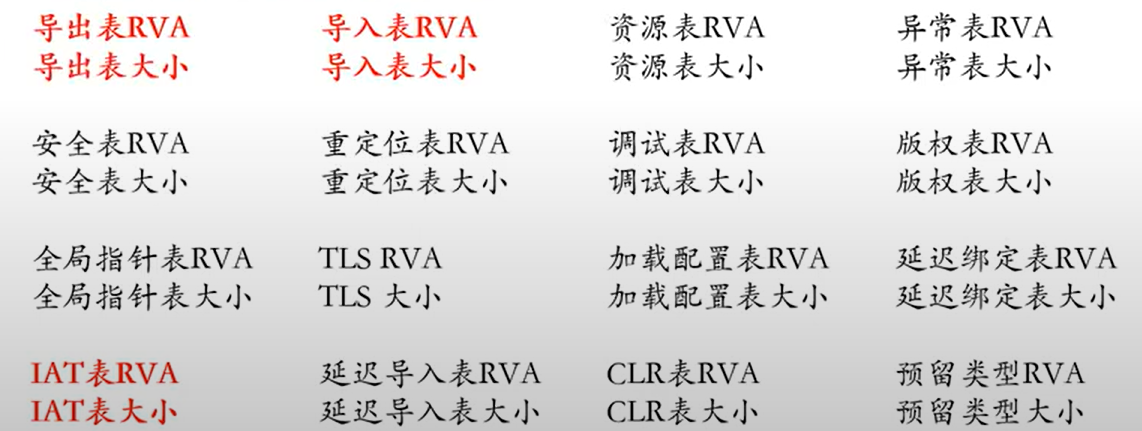 导出表RVA 导入表RVA 资源表RVA 异常表RVA
导出表大小 导入表大小 资源表大小 异常表大小
安全表RVA 重定位表RVA 调试表RVA 版权表RVA
安全表大小 重定位表大小 调试表大小 版权表大小
全局指针表RVA TLS RVA 加载配置表RVA 延迟绑定表RVA
全局指针表大小 TLS 大小 加载配置表大小 延迟绑定表大小
IAT表RVA 延迟导入表RVA CLR表RVA 预留类型RVA
IAT表大小 延迟导入表大小 CLR表大小 预留类型大小